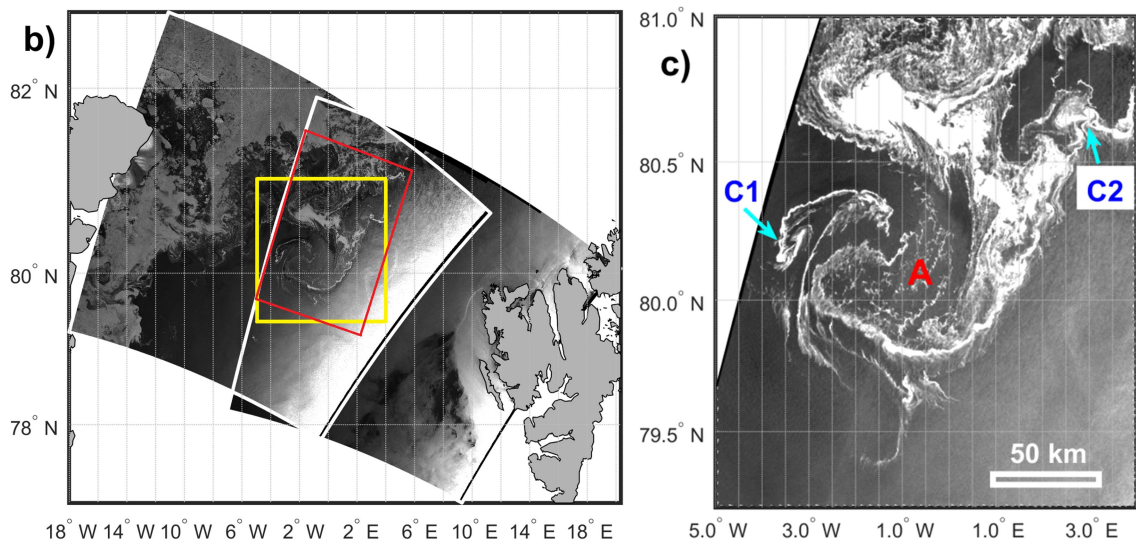 b)
82° N
80° N
78° N
18° W 14° W 10° W 6° W 2° W 2° E 6° E 10° E 14° E 18° E
c)
81.0° N
80.5° N
80.0° N
79.5° N
C1
C2
A
50 km
5.0° W 3.0° W 1.0° W 1.0° E 3.0° E